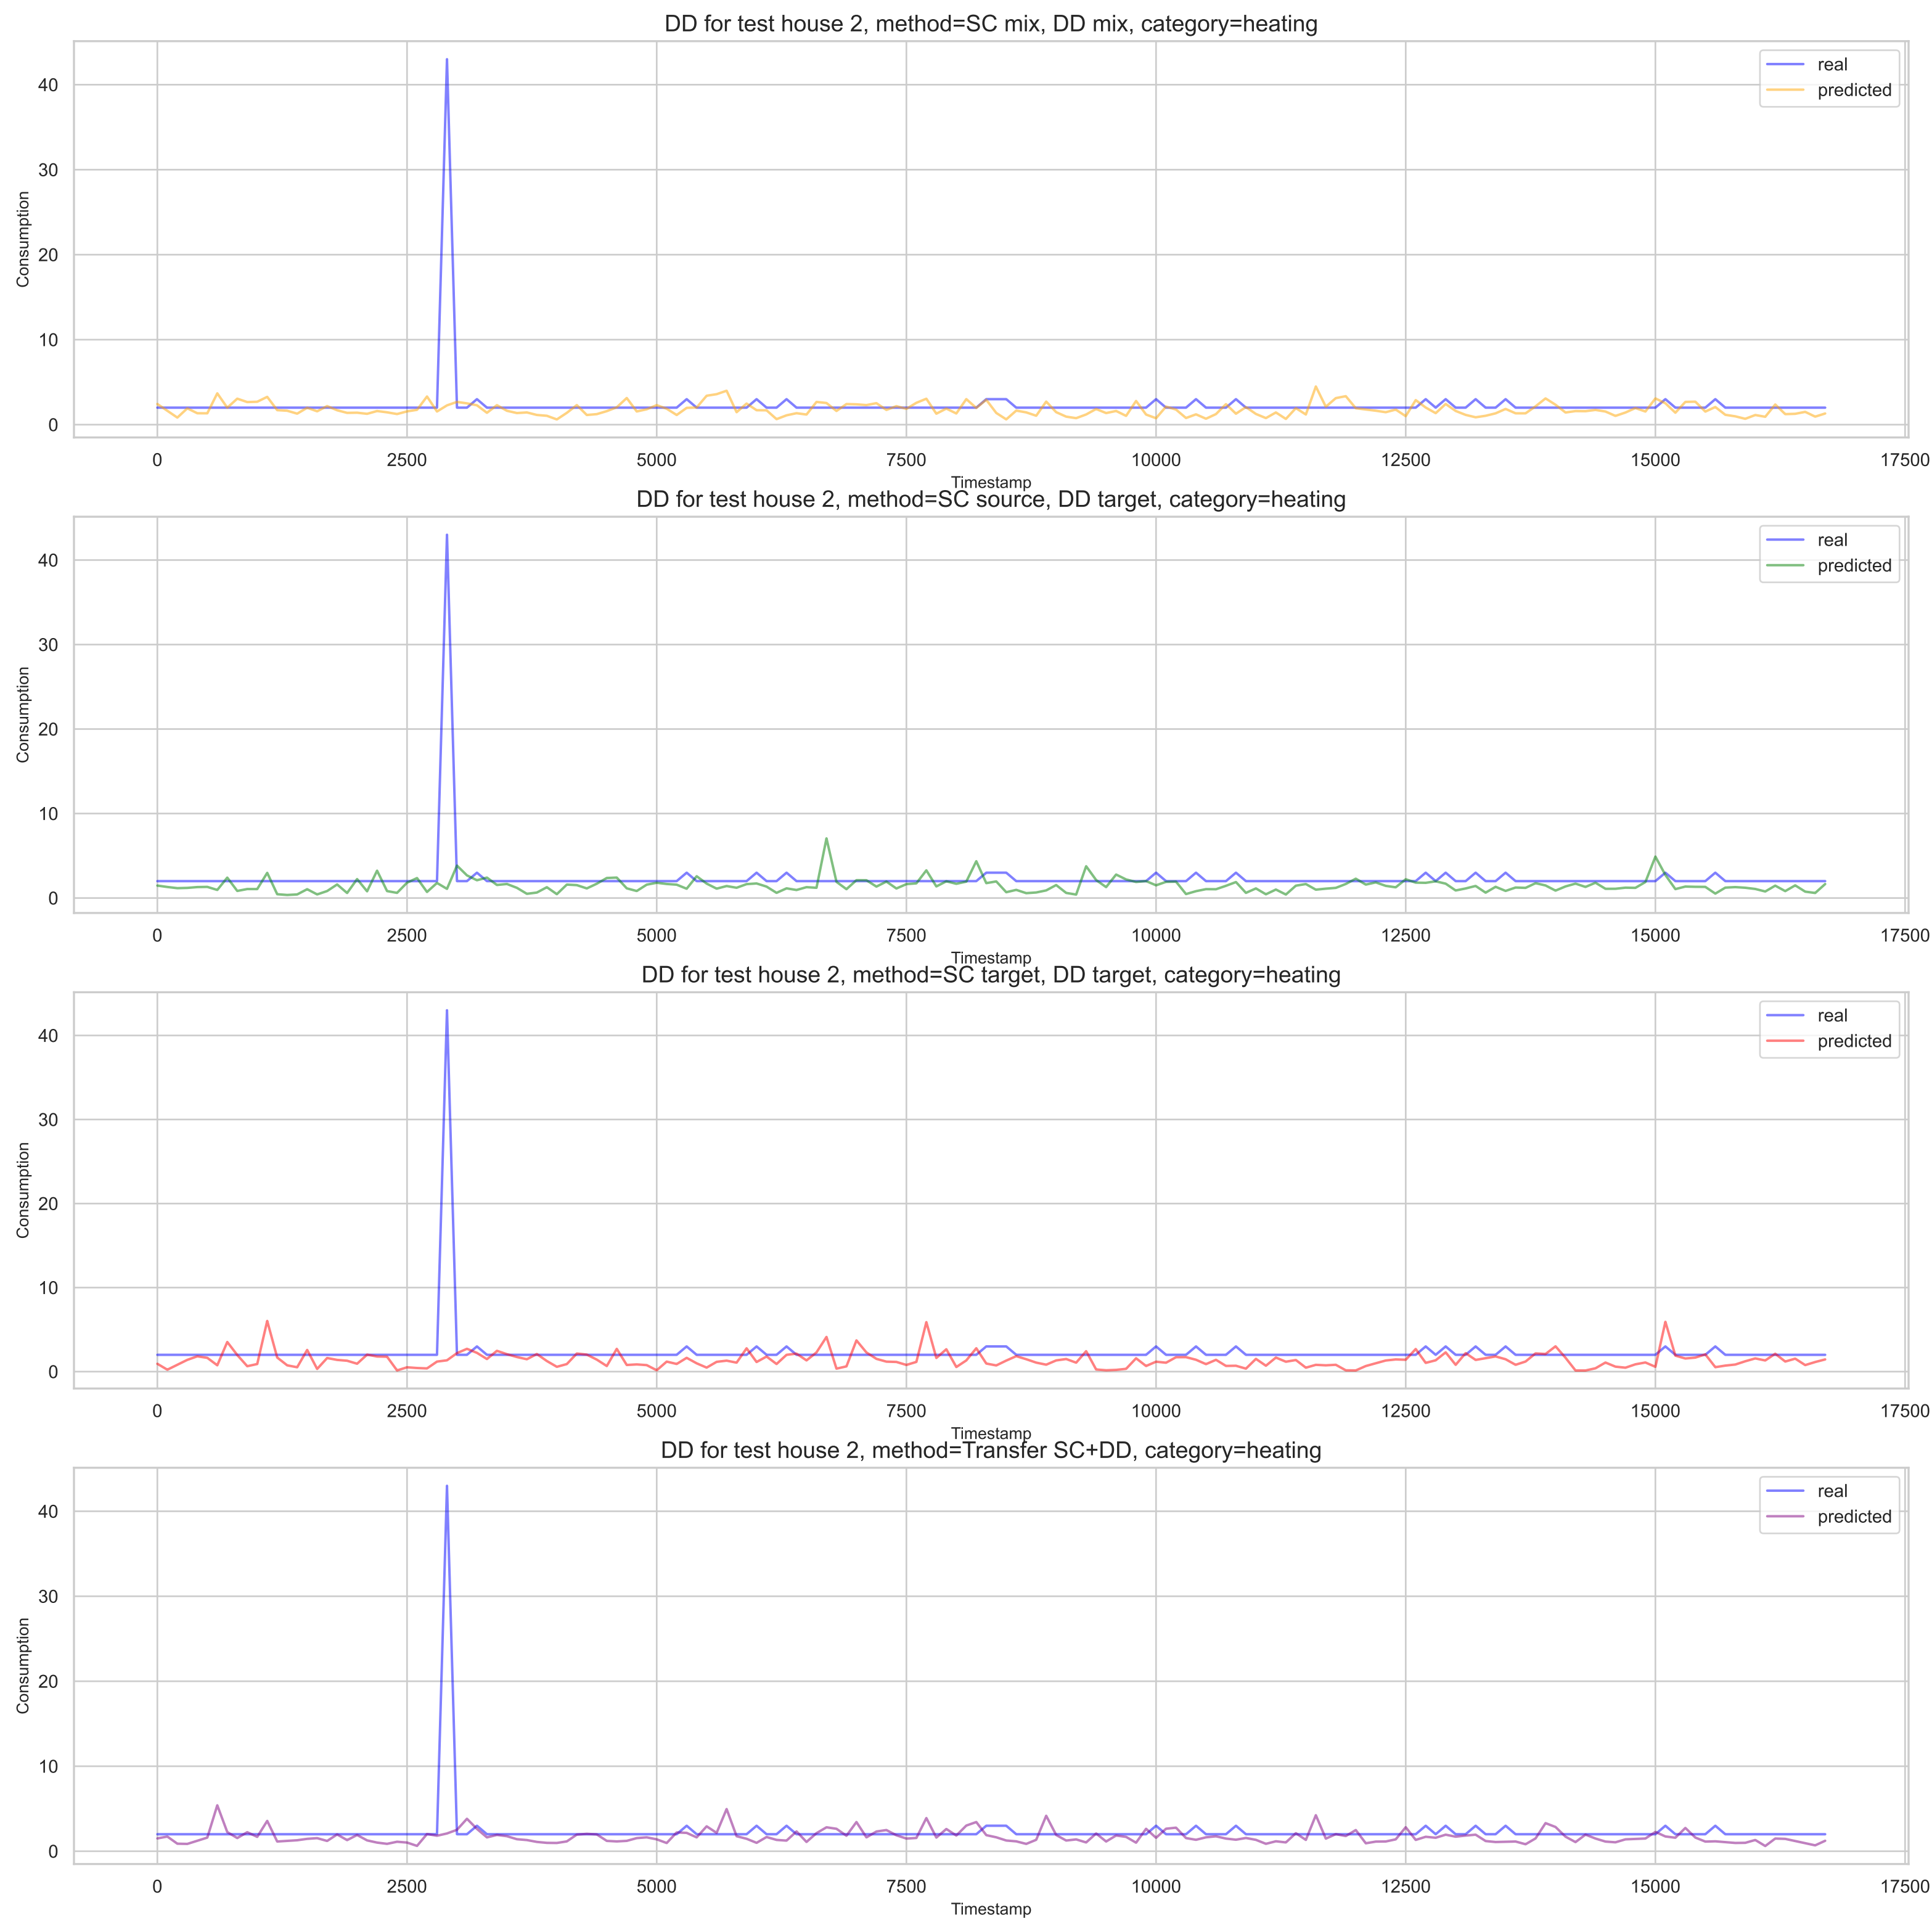 DD for test house 2, method=SC mix, DD mix, category=heating
real
predicted
Consumption
40
30
20
10
0
0 2500 5000 7500 10000 12500 15000 17500
Timestamp
DD for test house 2, method=SC source, DD target, category=heating
real
predicted
Consumption
40
30
20
10
0
0 2500 5000 7500 10000 12500 15000 17500
Timestamp
DD for test house 2, method=SC target, DD target, category=heating
real
predicted
Consumption
40
30
20
10
0
0 2500 5000 7500 10000 12500 15000 17500
Timestamp
DD for test house 2, method=Transfer SC+DD, category=heating
real
predicted
Consumption
40
30
20
10
0
0 2500 5000 7500 10000 12500 15000 17500
Timestamp